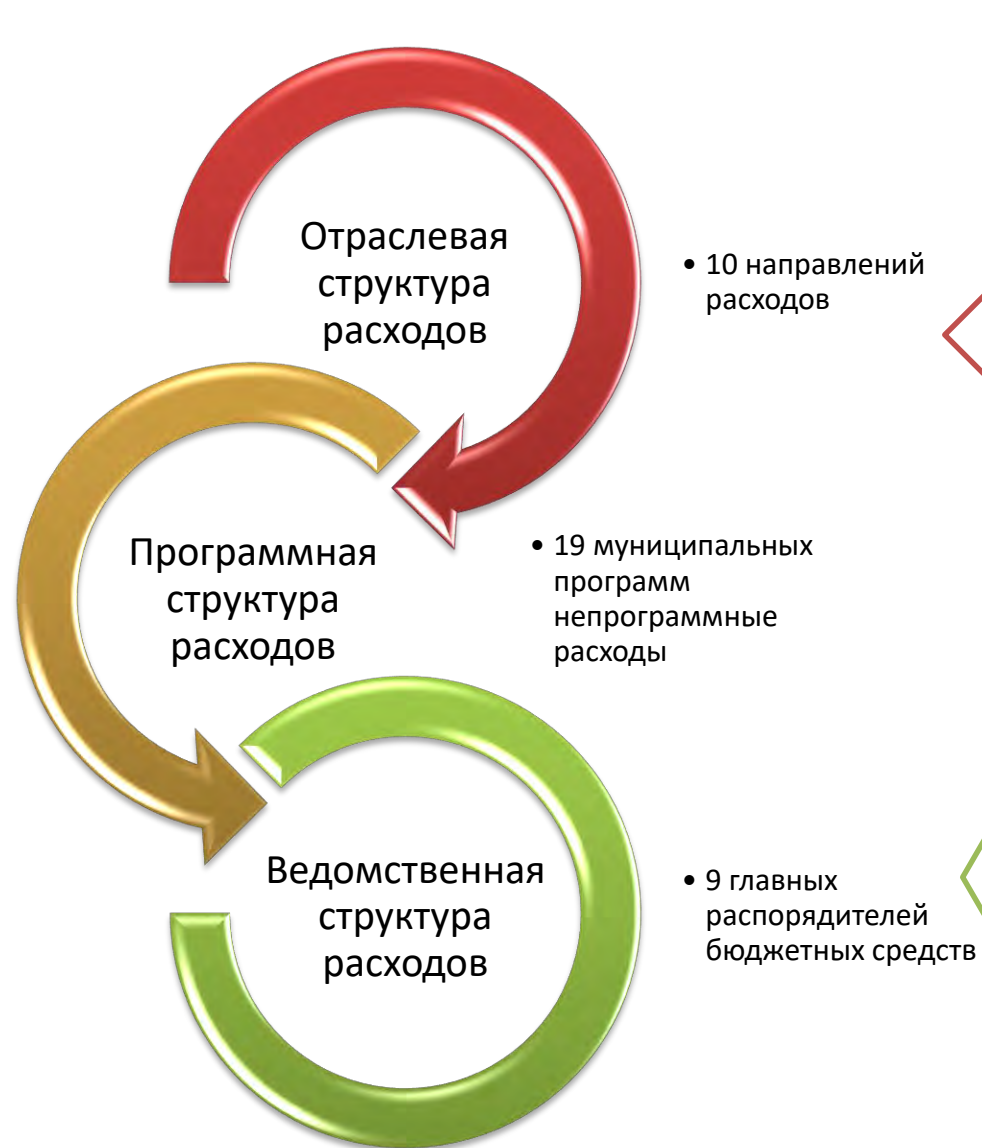 Отраслевая
структура
расходов
• 10 направлений
расходов
Программная
структура
расходов
• 19 муниципальных
программ
непрограммные
расходы
Ведомственная
структура
расходов
• 9 главных
распорядителей
бюджетных средств